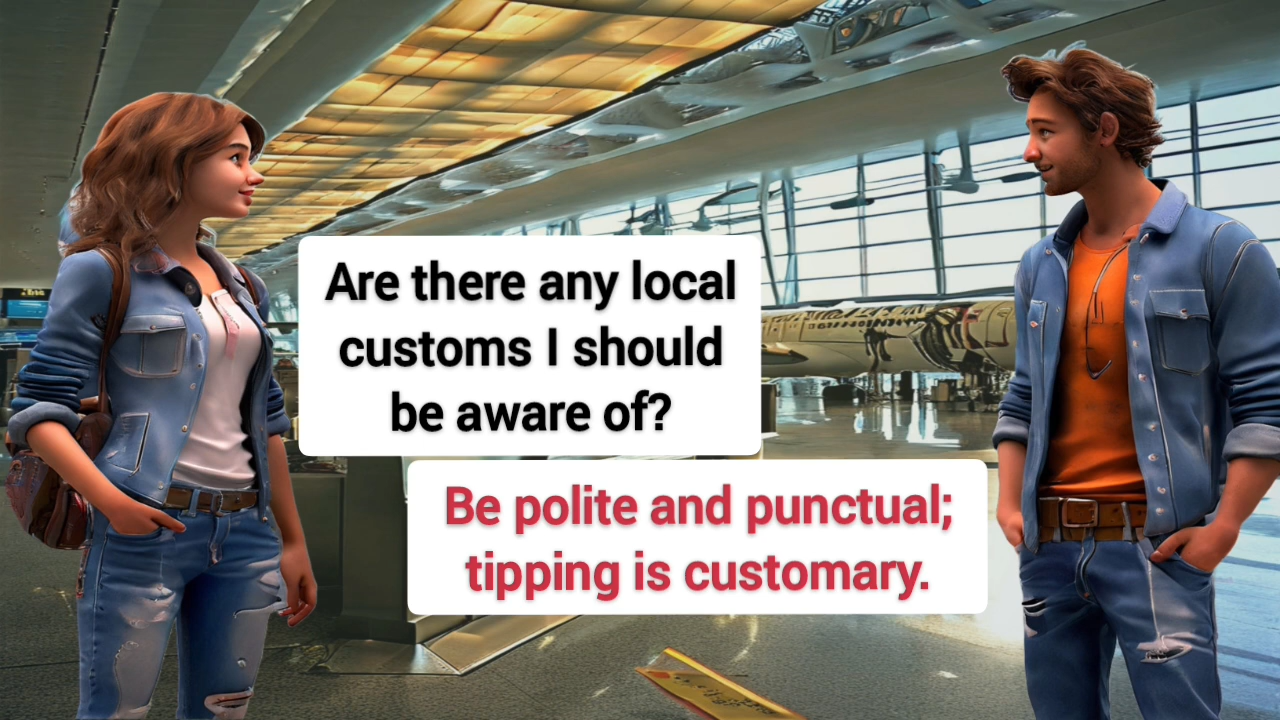 Are there any local
customs I should
be aware of?
Be polite and punctual;
tipping is customary.